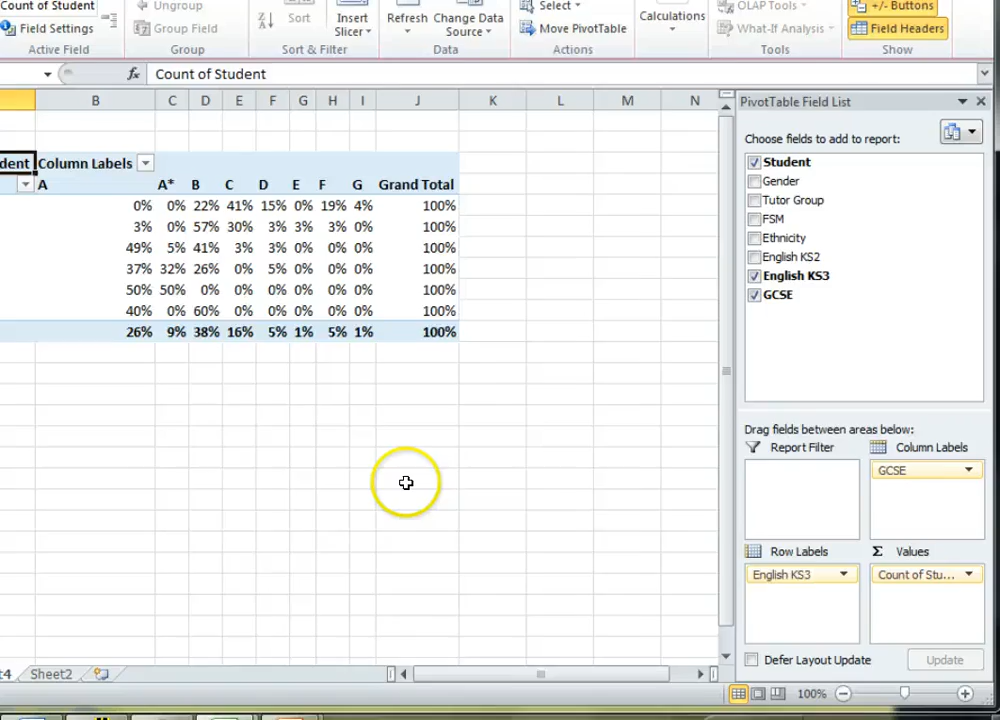 Count of Student
Ungroup
Field Settings
Group Field
Sort
Insert Slicer
Refresh
Change Data Source
Select
Move PivotTable
Calculations
OLAP Tools
What-If Analysis
+/- Buttons
Field Headers
Active Field
Group
Sort & Filter
Data
Actions
Tools
Show
fx Count of Student
B C D E F G H I J K L M N
dent Column Labels
A A* B C D E F G Grand Total
0% 0% 22% 41% 15% 0% 19% 4% 100%
3% 0% 57% 30% 3% 3% 3% 0% 100%
49% 5% 41% 3% 3% 0% 0% 0% 100%
37% 32% 26% 0% 5% 0% 0% 0% 100%
50% 50% 0% 0% 0% 0% 0% 0% 100%
40% 0% 60% 0% 0% 0% 0% 0% 100%
26% 9% 38% 16% 5% 1% 5% 1% 100%
PivotTable Field List
Choose fields to add to report:
Student
Gender
Tutor Group
FSM
Ethnicity
English KS2
English KS3
GCSE
Drag fields between areas below:
Report Filter
Column Labels
GCSE
Row Labels
Σ Values
English KS3
Count of Stu...
Defer Layout Update
Update
t4
Sheet2
100%